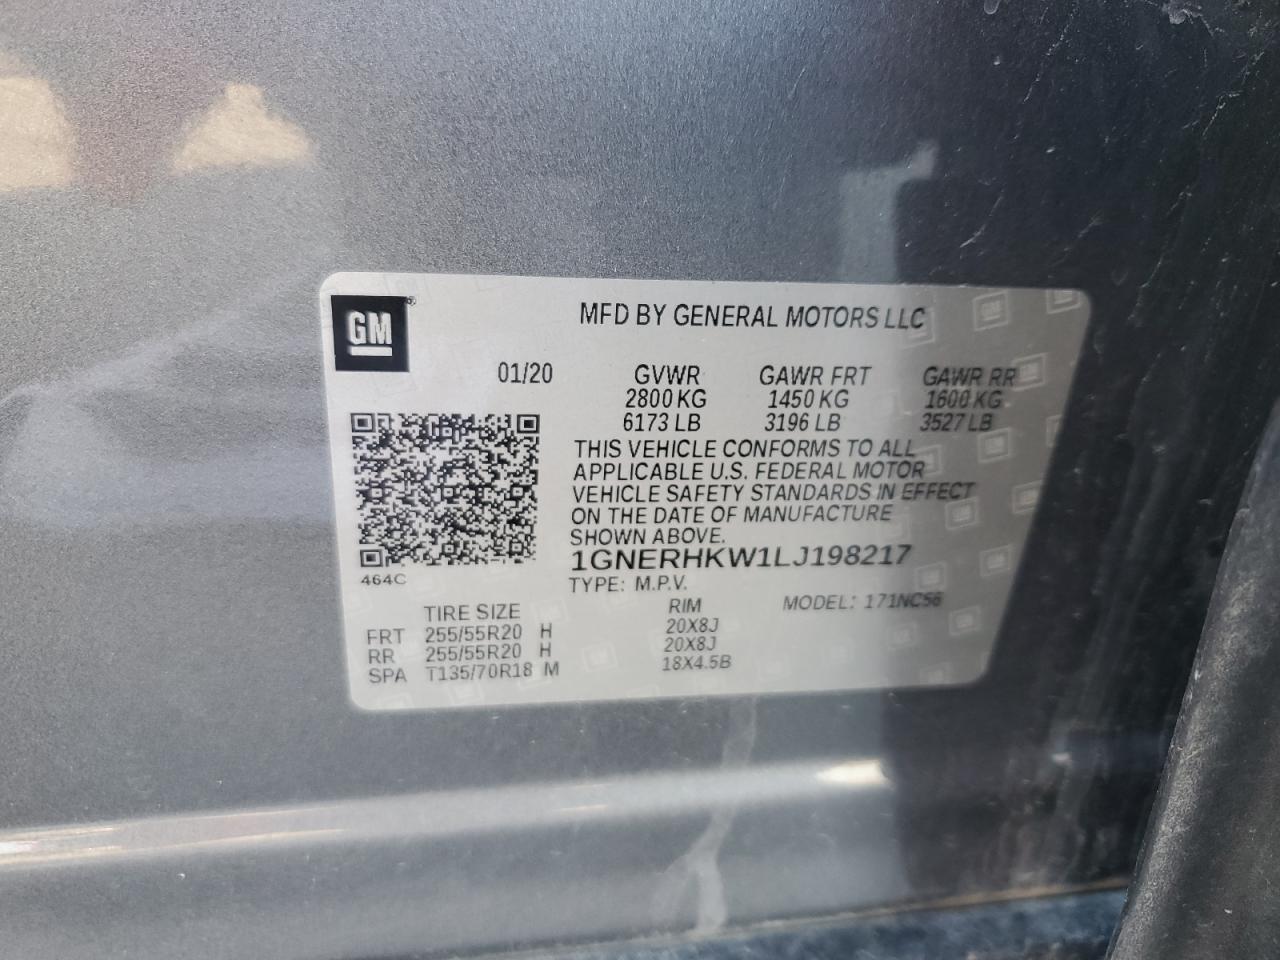 GM
MFD BY GENERAL MOTORS LLC
01/20 GVWR GAWR FRT GAWR RR
2800 KG 1450 KG 1600 KG
6173 LB 3196 LB 3527 LB
THIS VEHICLE CONFORMS TO ALL
APPLICABLE U.S. FEDERAL MOTOR
VEHICLE SAFETY STANDARDS IN EFFECT
ON THE DATE OF MANUFACTURE
SHOWN ABOVE.
1GNERHKW1LJ198217
464C
TYPE: M.P.V.
MODEL: 171NC56
TIRE SIZE RIM
FRT 255/55R20 H 20X8J
RR 255/55R20 H 20X8J
SPA T135/70R18 M 18X4.5B